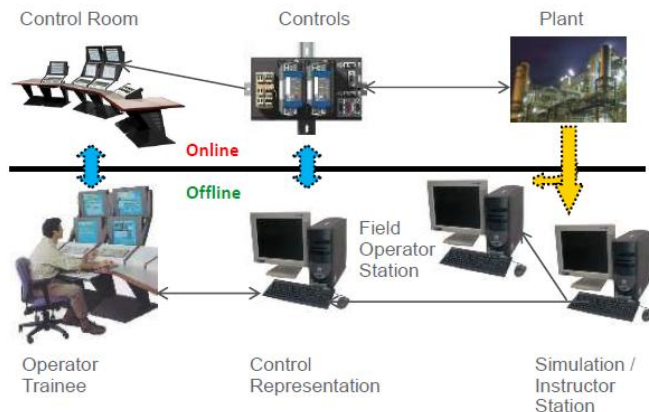 Control Room
Controls
Plant
Online
Offline
Field
Operator
Station
Operator
Trainee
Control
Representation
Simulation /
Instructor
Station